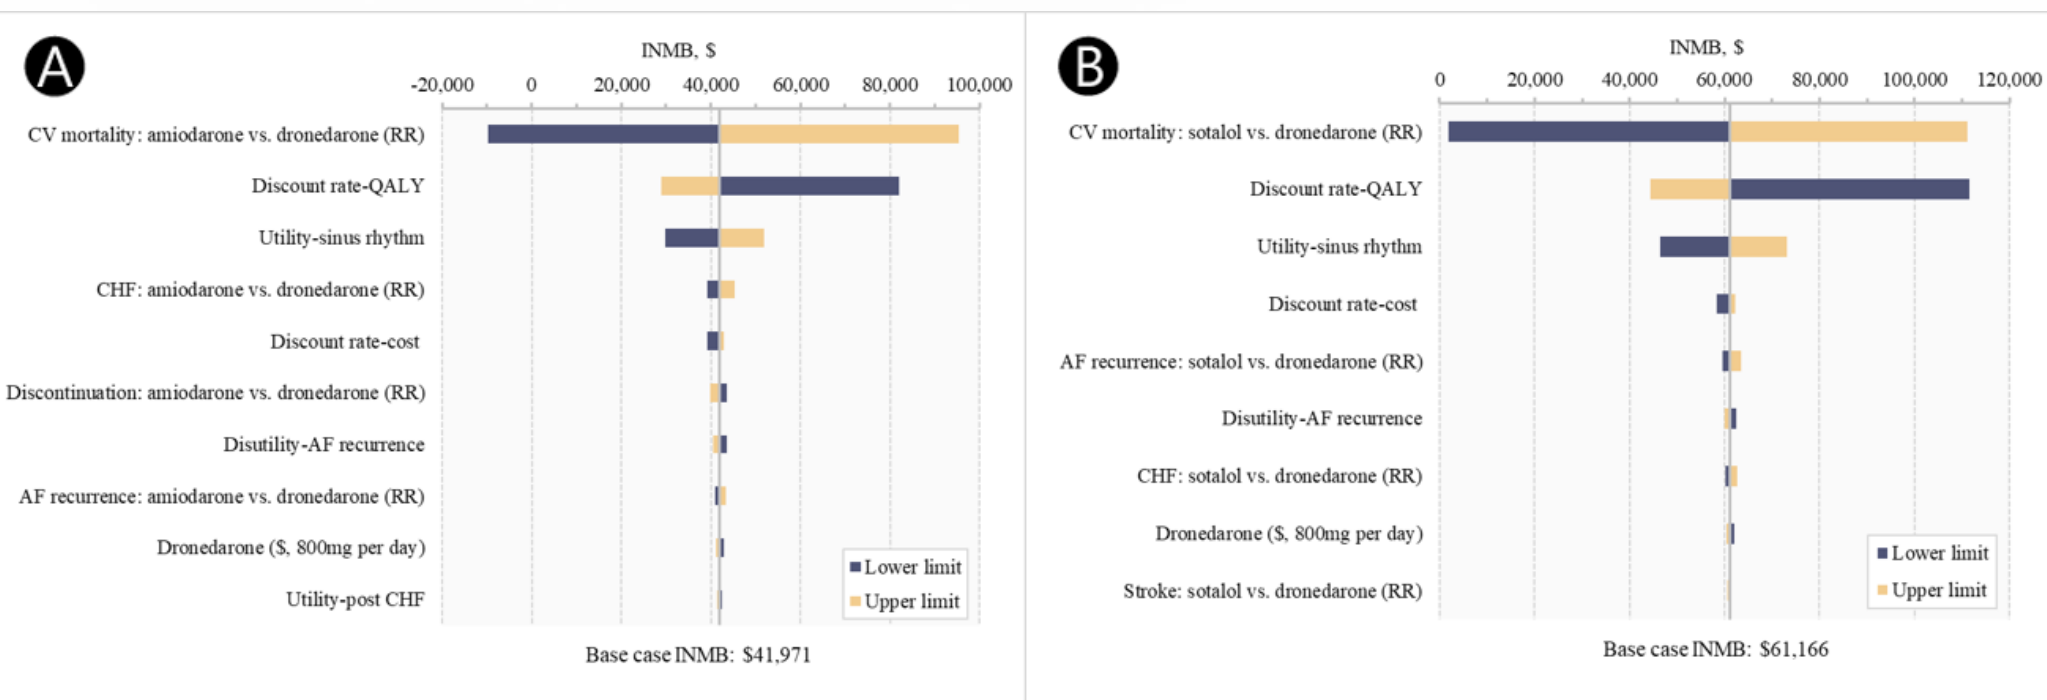 A
INMB, $
-20,000 0 20,000 40,000 60,000 80,000 100,000
CV mortality: amiodarone vs. dronedarone (RR)
Discount rate-QALY
Utility-sinus rhythm
CHF: amiodarone vs. dronedarone (RR)
Discount rate-cost
Discontinuation: amiodarone vs. dronedarone (RR)
Disutility-AF recurrence
AF recurrence: amiodarone vs. dronedarone (RR)
Dronedarone ($, 800mg per day)
Utility-post CHF
Lower limit
Upper limit
Base case INMB: $41,971
B
INMB, $
0 20,000 40,000 60,000 80,000 100,000 120,000
CV mortality: sotalol vs. dronedarone (RR)
Discount rate-QALY
Utility-sinus rhythm
Discount rate-cost
AF recurrence: sotalol vs. dronedarone (RR)
Disutility-AF recurrence
CHF: sotalol vs. dronedarone (RR)
Dronedarone ($, 800mg per day)
Stroke: sotalol vs. dronedarone (RR)
Lower limit
Upper limit
Base case INMB: $61,166